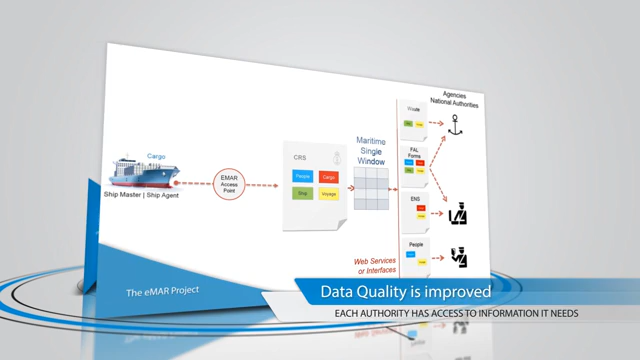 Agencies
National Authorities
Cargo
Ship Master | Ship Agent
EMAR
Access
Point
CRS
People
Cargo
Ship
Voyage
Maritime
Single
Window
Waste
FAL
Forms
ENS
People
Web Services
or Interfaces
The eMAR Project
Data Quality is improved
EACH AUTHORITY HAS ACCESS TO INFORMATION IT NEEDS